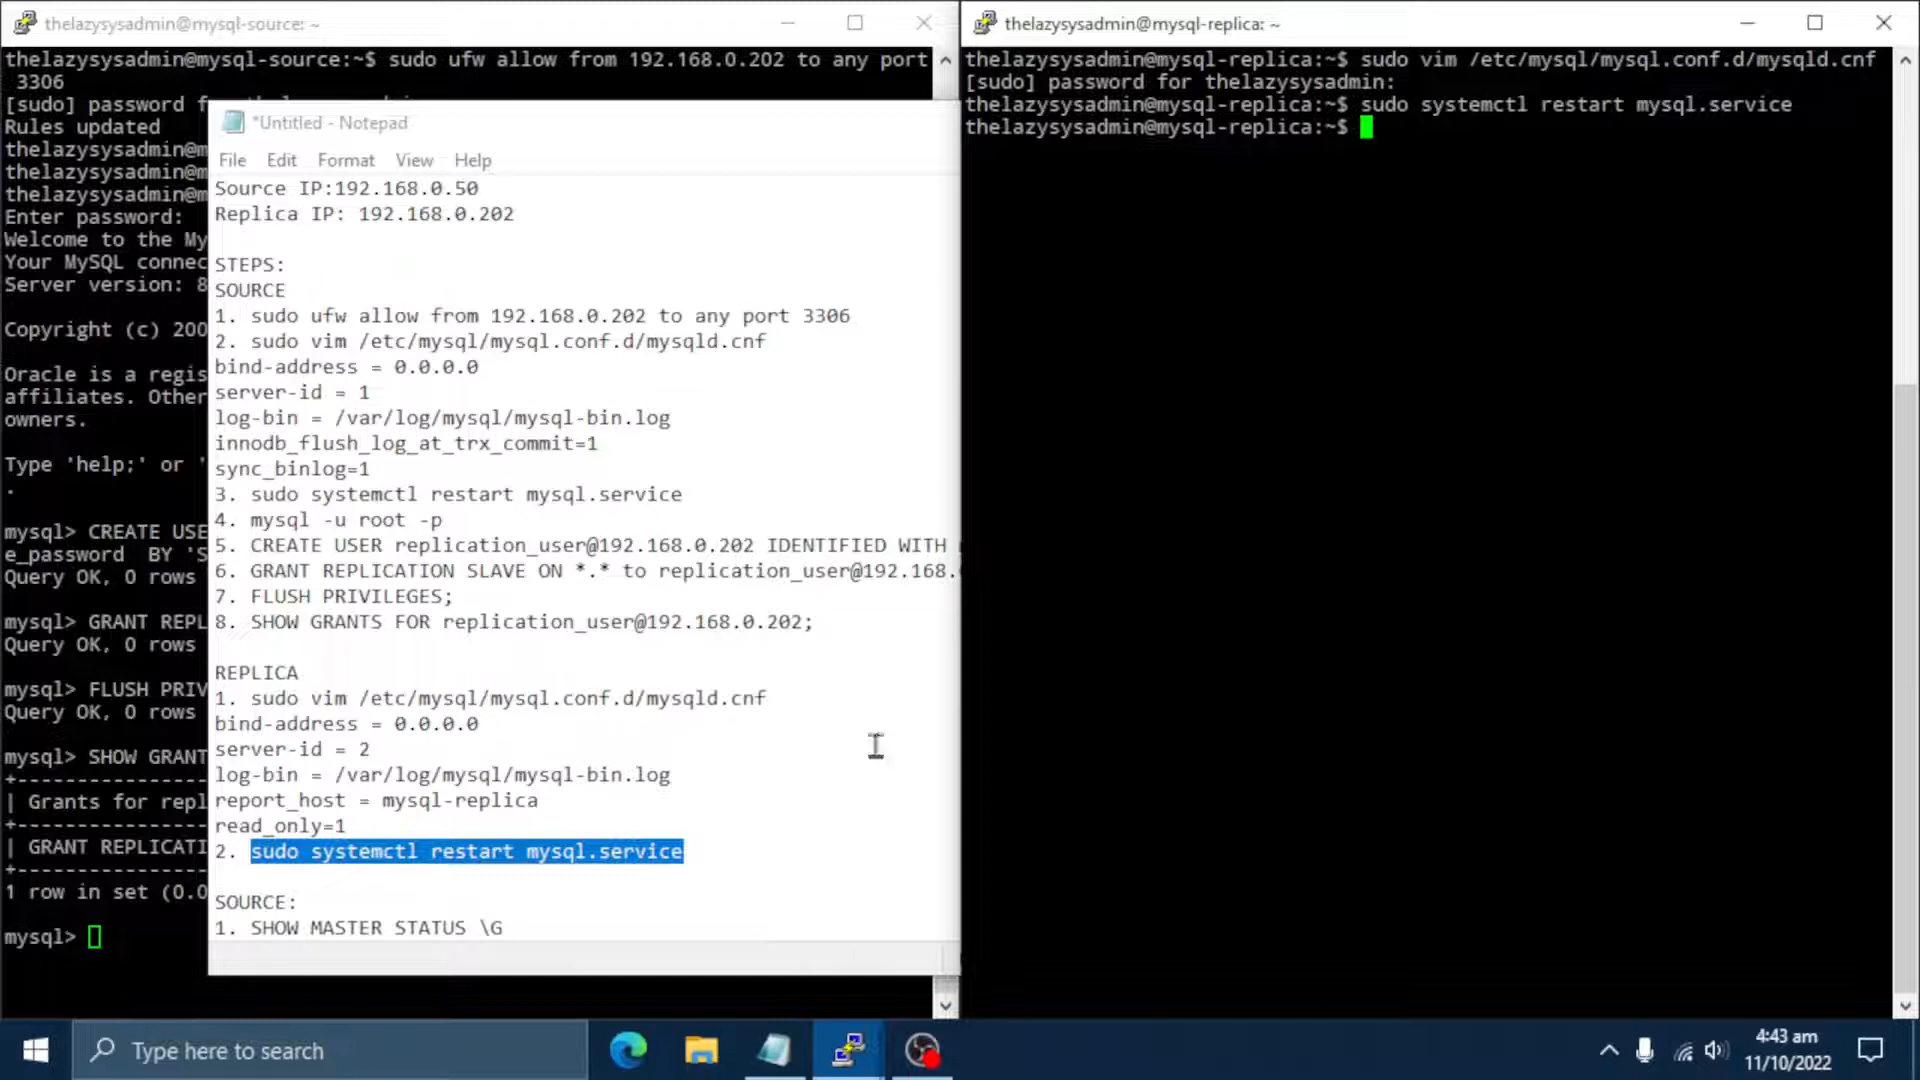 thelazysysadmin@mysql-source: ~
thelazysysadmin@mysql-source:~$ sudo ufw allow from 192.168.0.202 to any port
3306
[sudo] password f
Rules updated
thelazysysadmin@m
thelazysysadmin@m
thelazysysadmin@m
Enter password:
Welcome to the My
Your MySQL connec
Server version: 8
Copyright (c) 200
Oracle is a regis
affiliates. Other
owners.
Type 'help;' or '
.
mysql> CREATE USE
e_password BY 'S
Query OK, 0 rows
mysql> GRANT REPL
Query OK, 0 rows
mysql> FLUSH PRIV
Query OK, 0 rows
mysql> SHOW GRANT
+----------------
| Grants for repl
+----------------
| GRANT REPLICATI
+----------------
1 row in set (0.0
mysql>
*Untitled - Notepad
File Edit Format View Help
Source IP:192.168.0.50
Replica IP: 192.168.0.202
STEPS:
SOURCE
1. sudo ufw allow from 192.168.0.202 to any port 3306
2. sudo vim /etc/mysql/mysql.conf.d/mysqld.cnf
bind-address = 0.0.0.0
server-id = 1
log-bin = /var/log/mysql/mysql-bin.log
innodb_flush_log_at_trx_commit=1
sync_binlog=1
3. sudo systemctl restart mysql.service
4. mysql -u root -p
5. CREATE USER replication_user@192.168.0.202 IDENTIFIED WITH
6. GRANT REPLICATION SLAVE ON *.* to replication_user@192.168.
7. FLUSH PRIVILEGES;
8. SHOW GRANTS FOR replication_user@192.168.0.202;
REPLICA
1. sudo vim /etc/mysql/mysql.conf.d/mysqld.cnf
bind-address = 0.0.0.0
server-id = 2
log-bin = /var/log/mysql/mysql-bin.log
report_host = mysql-replica
read_only=1
2. sudo systemctl restart mysql.service
SOURCE:
1. SHOW MASTER STATUS \G
thelazysysadmin@mysql-replica: ~
thelazysysadmin@mysql-replica:~$ sudo vim /etc/mysql/mysql.conf.d/mysqld.cnf
[sudo] password for thelazysysadmin:
thelazysysadmin@mysql-replica:~$ sudo systemctl restart mysql.service
thelazysysadmin@mysql-replica:~$
Type here to search
4:43 am
11/10/2022